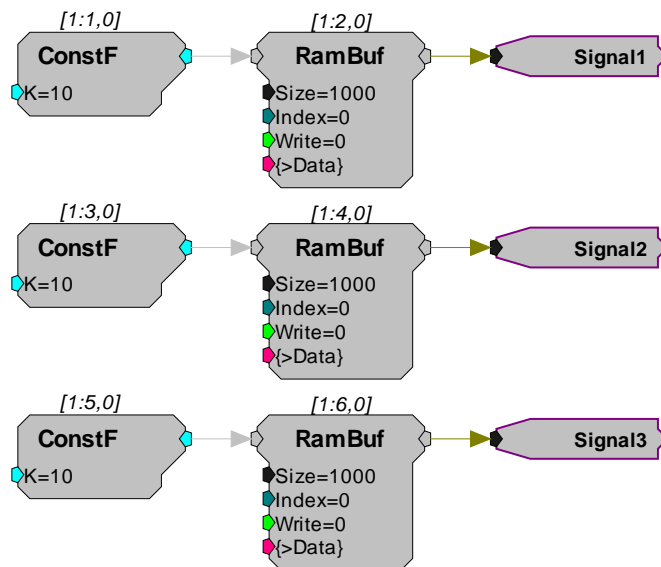 [1:1,0] [1:2,0]
ConstF RamBuf Signal1
K=10 Size=1000
Index=0
Write=0
{>Data}
[1:3,0] [1:4,0]
ConstF RamBuf Signal2
K=10 Size=1000
Index=0
Write=0
{>Data}
[1:5,0] [1:6,0]
ConstF RamBuf Signal3
K=10 Size=1000
Index=0
Write=0
{>Data}